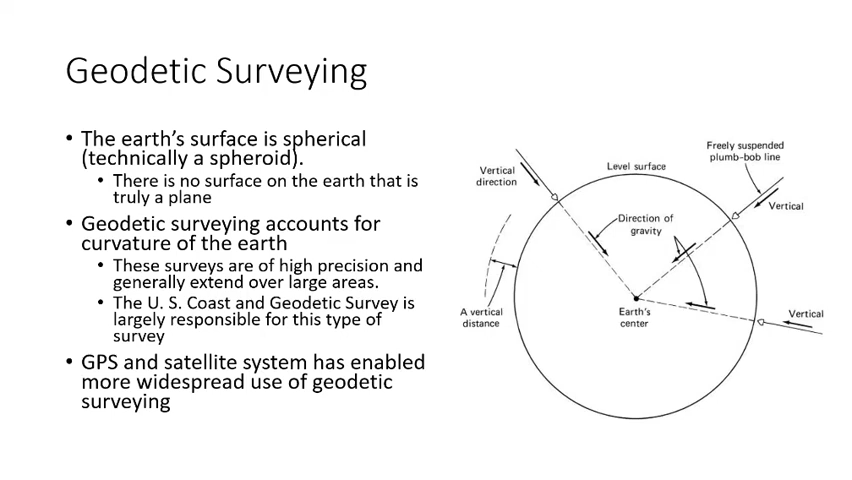 Geodetic Surveying
• The earth's surface is spherical
(technically a spheroid).
• There is no surface on the earth that is
truly a plane
• Geodetic surveying accounts for
curvature of the earth
• These surveys are of high precision and
generally extend over large areas.
• The U. S. Coast and Geodetic Survey is
largely responsible for this type of
survey
• GPS and satellite system has enabled
more widespread use of geodetic
surveying
Freely suspended
plumb-bob line
Level surface
Vertical
direction
Vertical
Direction of
gravity
A vertical
distance
Earth's
center
Vertical